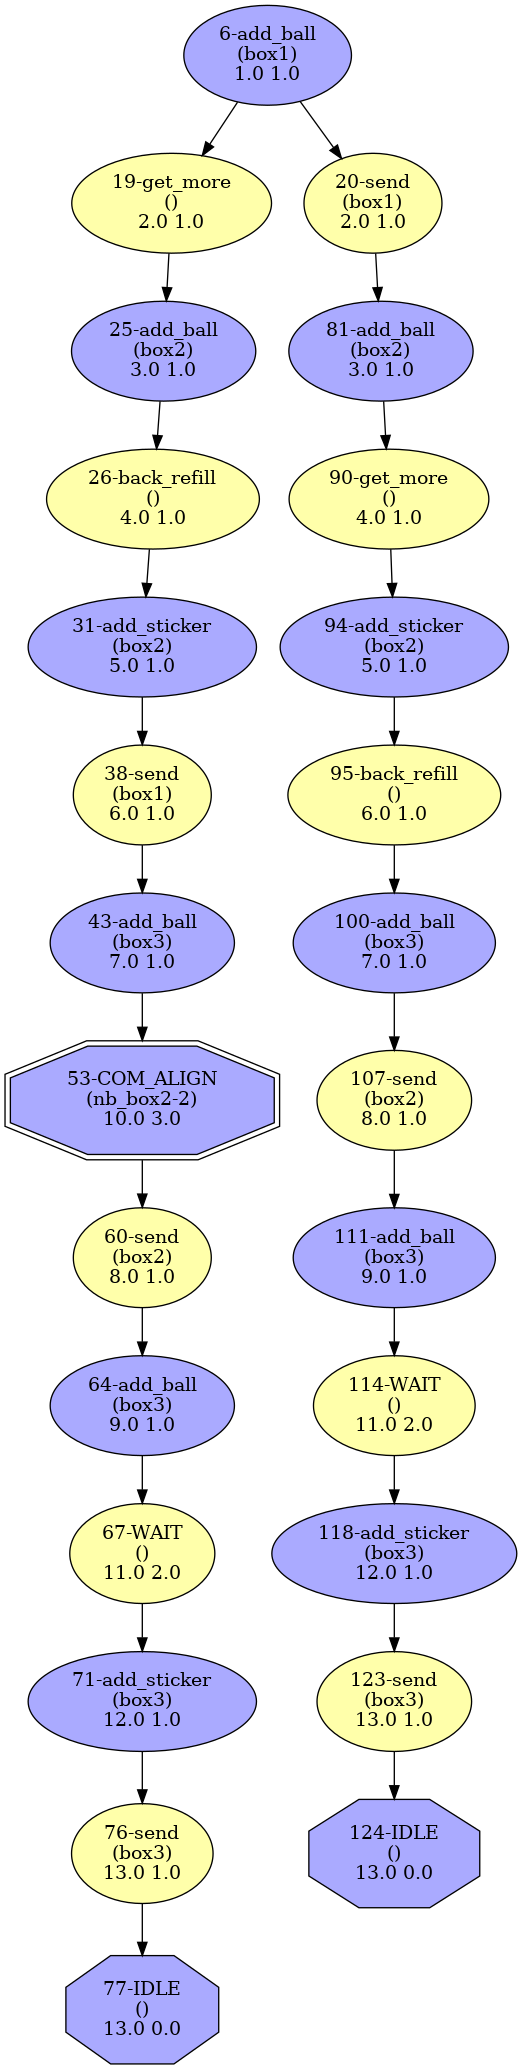 6-add_ball
(box1)
1.0 1.0
19-get_more
()
2.0 1.0
20-send
(box1)
2.0 1.0
25-add_ball
(box2)
3.0 1.0
81-add_ball
(box2)
3.0 1.0
26-back_refill
()
4.0 1.0
90-get_more
()
4.0 1.0
31-add_sticker
(box2)
5.0 1.0
94-add_sticker
(box2)
5.0 1.0
38-send
(box1)
6.0 1.0
95-back_refill
()
6.0 1.0
43-add_ball
(box3)
7.0 1.0
100-add_ball
(box3)
7.0 1.0
53-COM_ALIGN
(nb_box2-2)
10.0 3.0
107-send
(box2)
8.0 1.0
60-send
(box2)
8.0 1.0
111-add_ball
(box3)
9.0 1.0
64-add_ball
(box3)
9.0 1.0
114-WAIT
()
11.0 2.0
67-WAIT
()
11.0 2.0
118-add_sticker
(box3)
12.0 1.0
71-add_sticker
(box3)
12.0 1.0
123-send
(box3)
13.0 1.0
76-send
(box3)
13.0 1.0
124-IDLE
()
13.0 0.0
77-IDLE
()
13.0 0.0